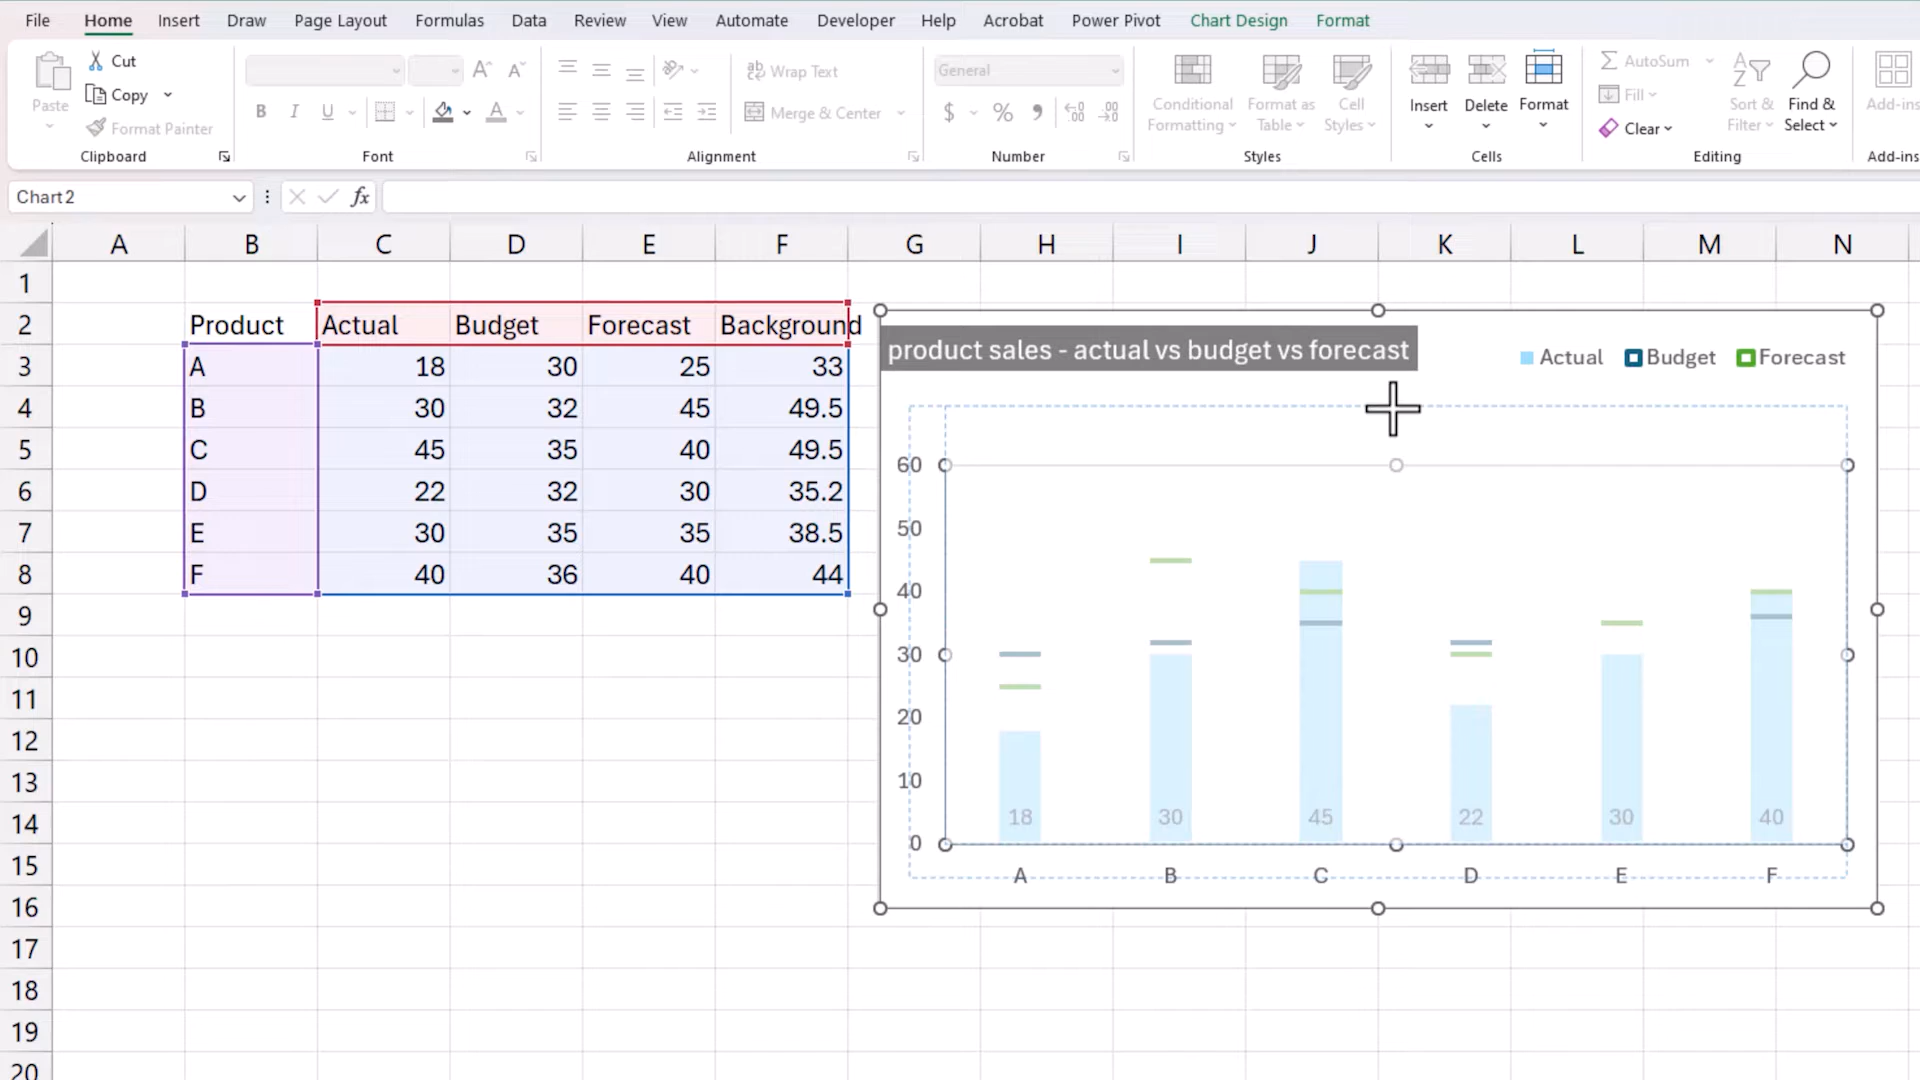 File Home Insert Draw Page Layout Formulas Data Review View Automate Developer Help Acrobat Power Pivot Chart Design Format
Paste
Cut
Copy
Format Painter
Clipboard
B I U A
Font
Wrap Text
Merge & Center
Alignment
General
$ %
Number
Conditional
Formatting
Format as
Table
Cell
Styles
Styles
Insert
Delete
Format
Cells
AutoSum
Fill
Clear
Sort &
Filter
Find &
Select
Editing
Add-ins
Add-ins
Chart2 fx
A B C D E F G H I J K L M N
1
2 Product Actual Budget Forecast Background
3 A 18 30 25 33
4 B 30 32 45 49.5
5 C 45 35 40 49.5
6 D 22 32 30 35.2
7 E 30 35 35 38.5
8 F 40 36 40 44
9
10
11
12
13
14
15
16
17
18
19
20
product sales - actual vs budget vs forecast
Actual Budget Forecast
60
50
40
30
20
10
0
18 30 45 22 30 40
A B C D E F